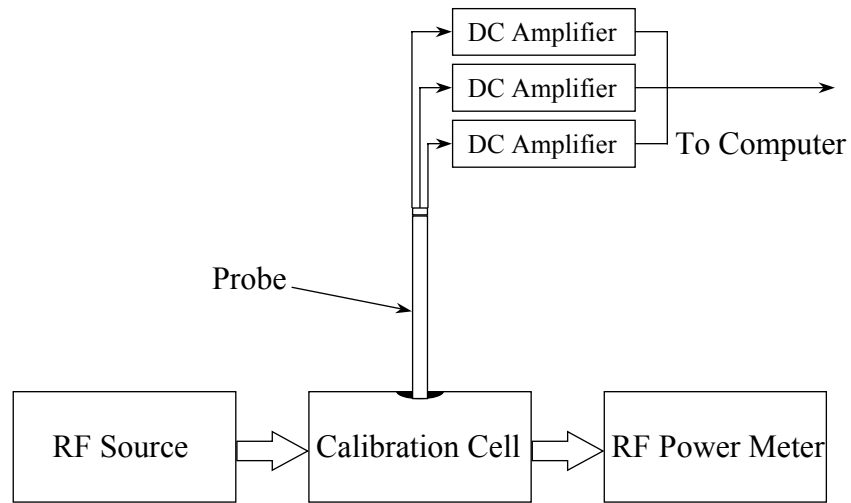 DC Amplifier
DC Amplifier
DC Amplifier
To Computer
Probe
RF Source
Calibration Cell
RF Power Meter